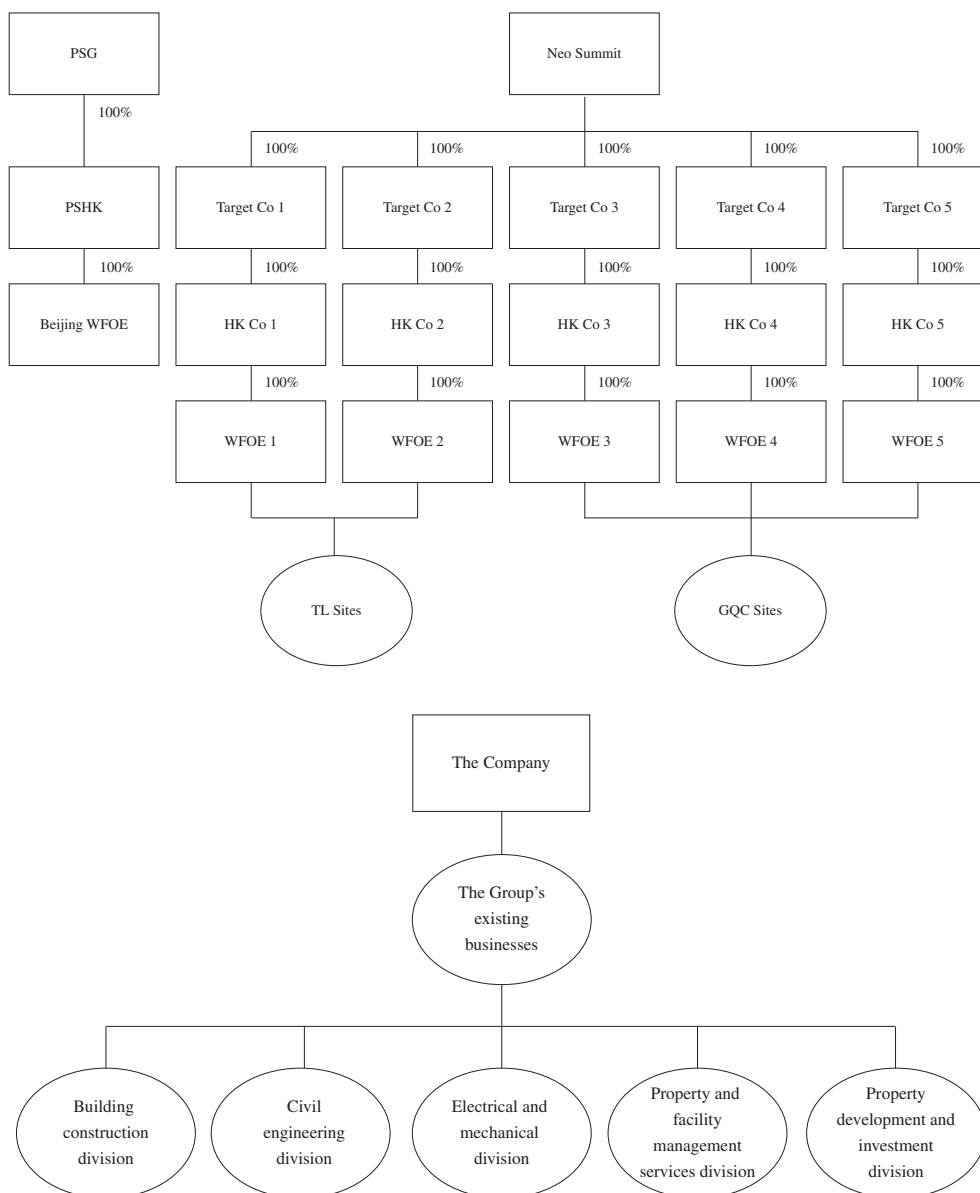 PSG
Neo Summit
100%
100%
100%
100%
100%
100%
PSHK
Target Co 1
Target Co 2
Target Co 3
Target Co 4
Target Co 5
100%
100%
100%
100%
100%
100%
Beijing WFOE
HK Co 1
HK Co 2
HK Co 3
HK Co 4
HK Co 5
100%
100%
100%
100%
100%
WFOE 1
WFOE 2
WFOE 3
WFOE 4
WFOE 5
TL Sites
GQC Sites
The Company
The Group’s
existing
businesses
Building
construction
division
Civil
engineering
division
Electrical and
mechanical
division
Property and
facility
management
services division
Property
development and
investment
division